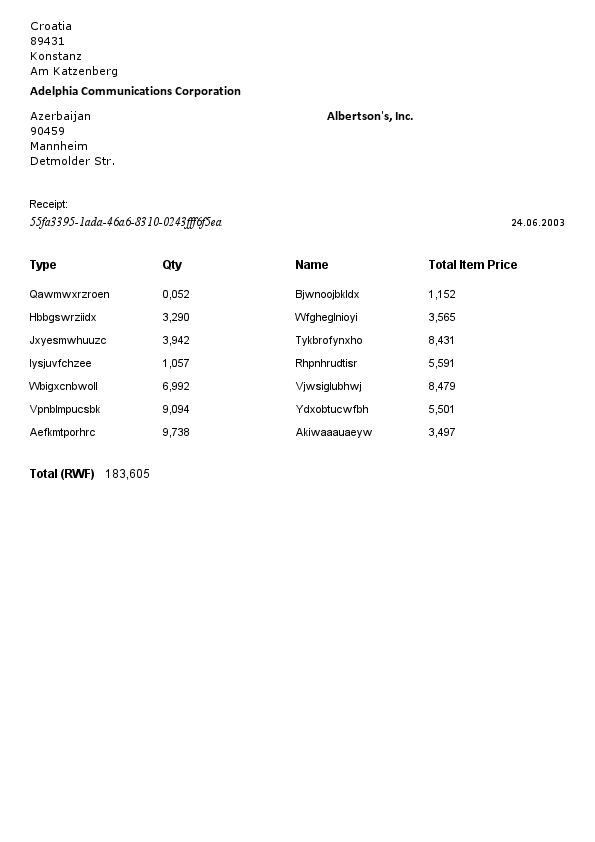 Croatia
89431
Konstanz
Am Katzenberg
Adelphia Communications Corporation
Azerbaijan
90459
Mannheim
Detmolder Str.
Albertson's, Inc.
Receipt:
55fa3395-1ada-46a6-8310-0243fff6f5ea
24.06.2003
Type Qty Name Total Item Price
Qawmwxrzroen 0,052 Bjwnoojbkldx 1,152
Hbbgswrziidx 3,290 Wfgheglnioyi 3,565
Jxyesmwhuuzc 3,942 Tykbrofynxho 8,431
Iysjuvfchzee 1,057 Rhpnhrudtisr 5,591
Wbigxcnbwoll 6,992 Vjwsiglubhwj 8,479
Vpnblmpucsbk 9,094 Ydxobtucwfbh 5,501
Aefkmtporhrc 9,738 Akiwaaauaeyw 3,497
Total (RWF) 183,605